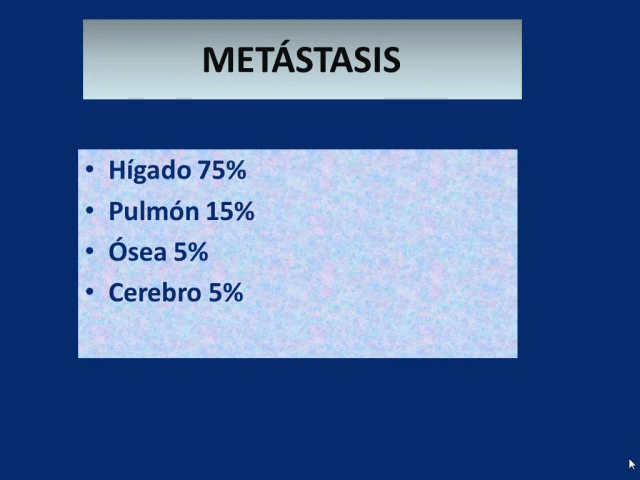 METÁSTASIS
• Hígado 75%
• Pulmón 15%
• Ósea 5%
• Cerebro 5%